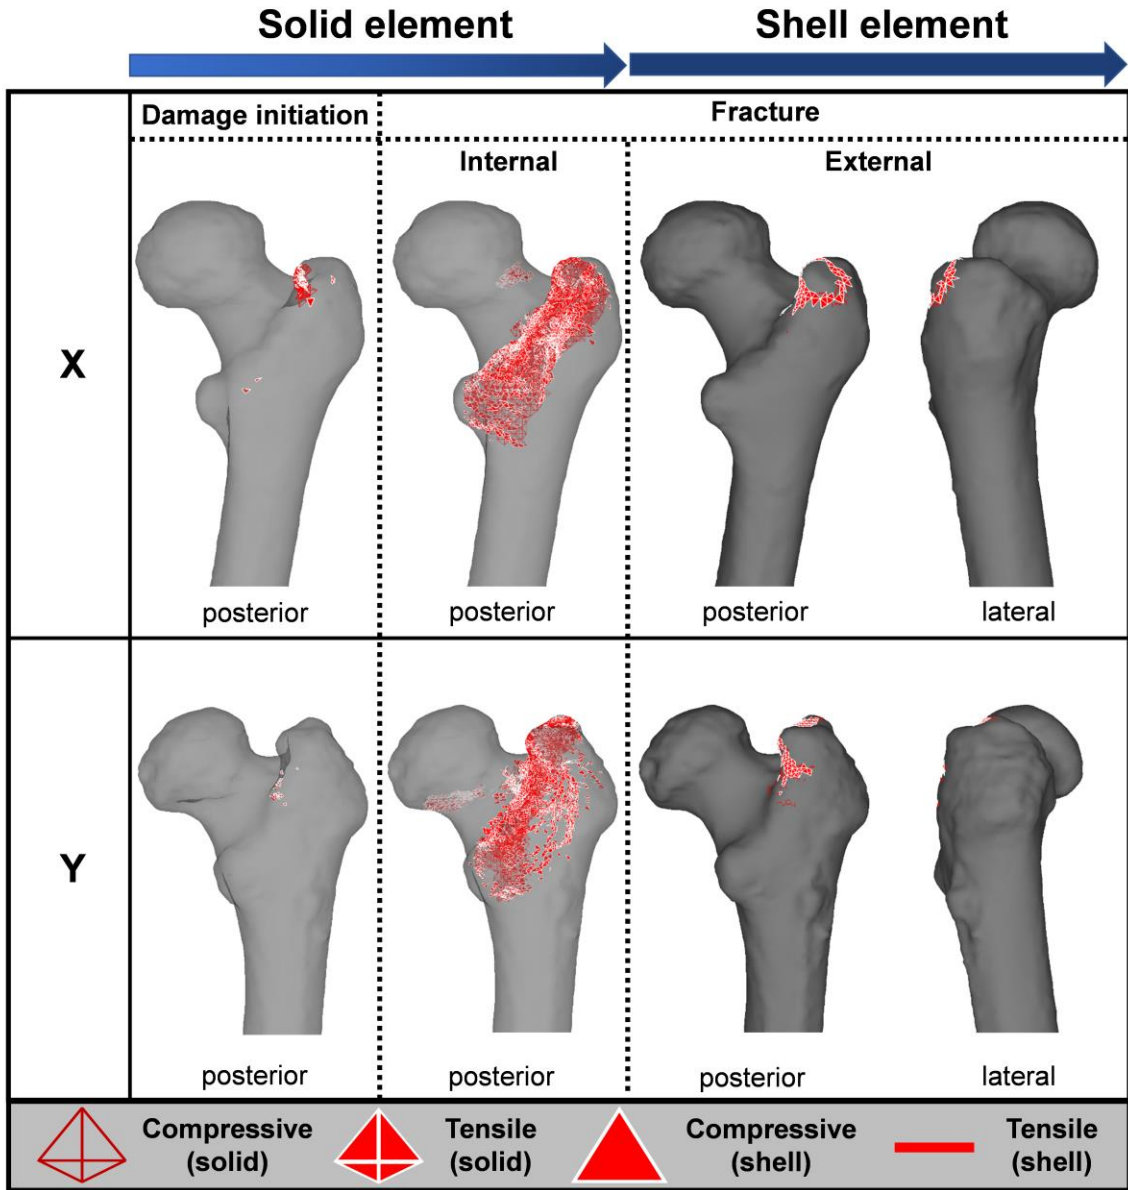 Solid element
Shell element
Damage initiation
Fracture
Internal
External
X
posterior
posterior
posterior
lateral
Y
posterior
posterior
posterior
lateral
Compressive
(solid)
Tensile
(solid)
Compressive
(shell)
Tensile
(shell)